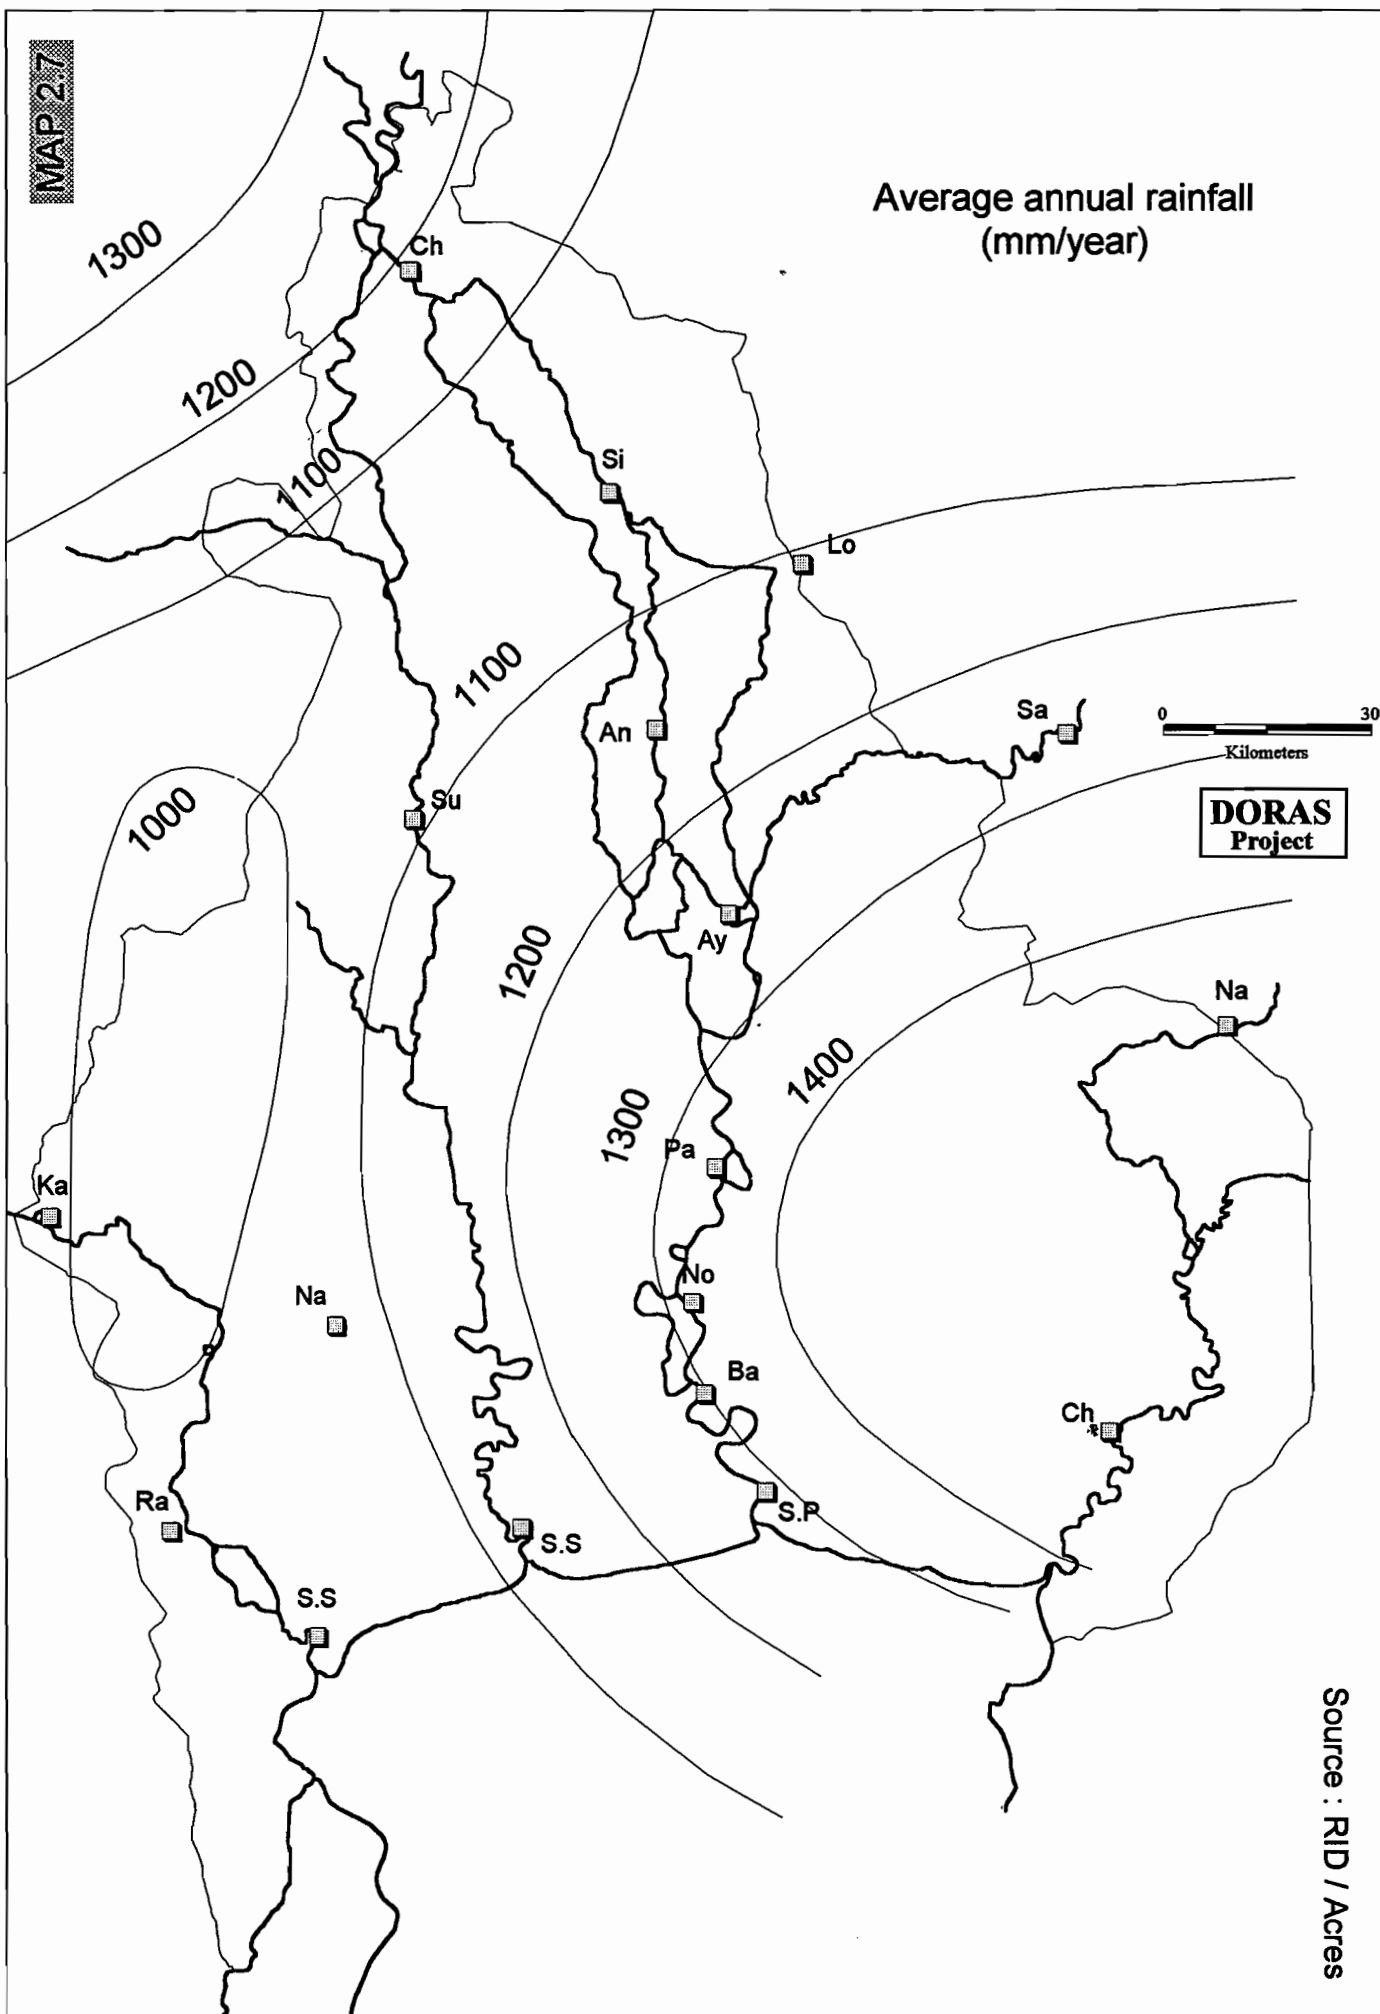 MAP 2.7
Average annual rainfall
(mm/year)
1300
Ch
1200
1100
Si
Lo
1100
An
Sa
0 30
Kilometers
DORAS
Project
1000
Su
Ay
1200
Na
1400
1300
Pa
Ka
Na
No
Ba
Ch
Ra
S.P
S.S
S.S
Source : RID / Acres